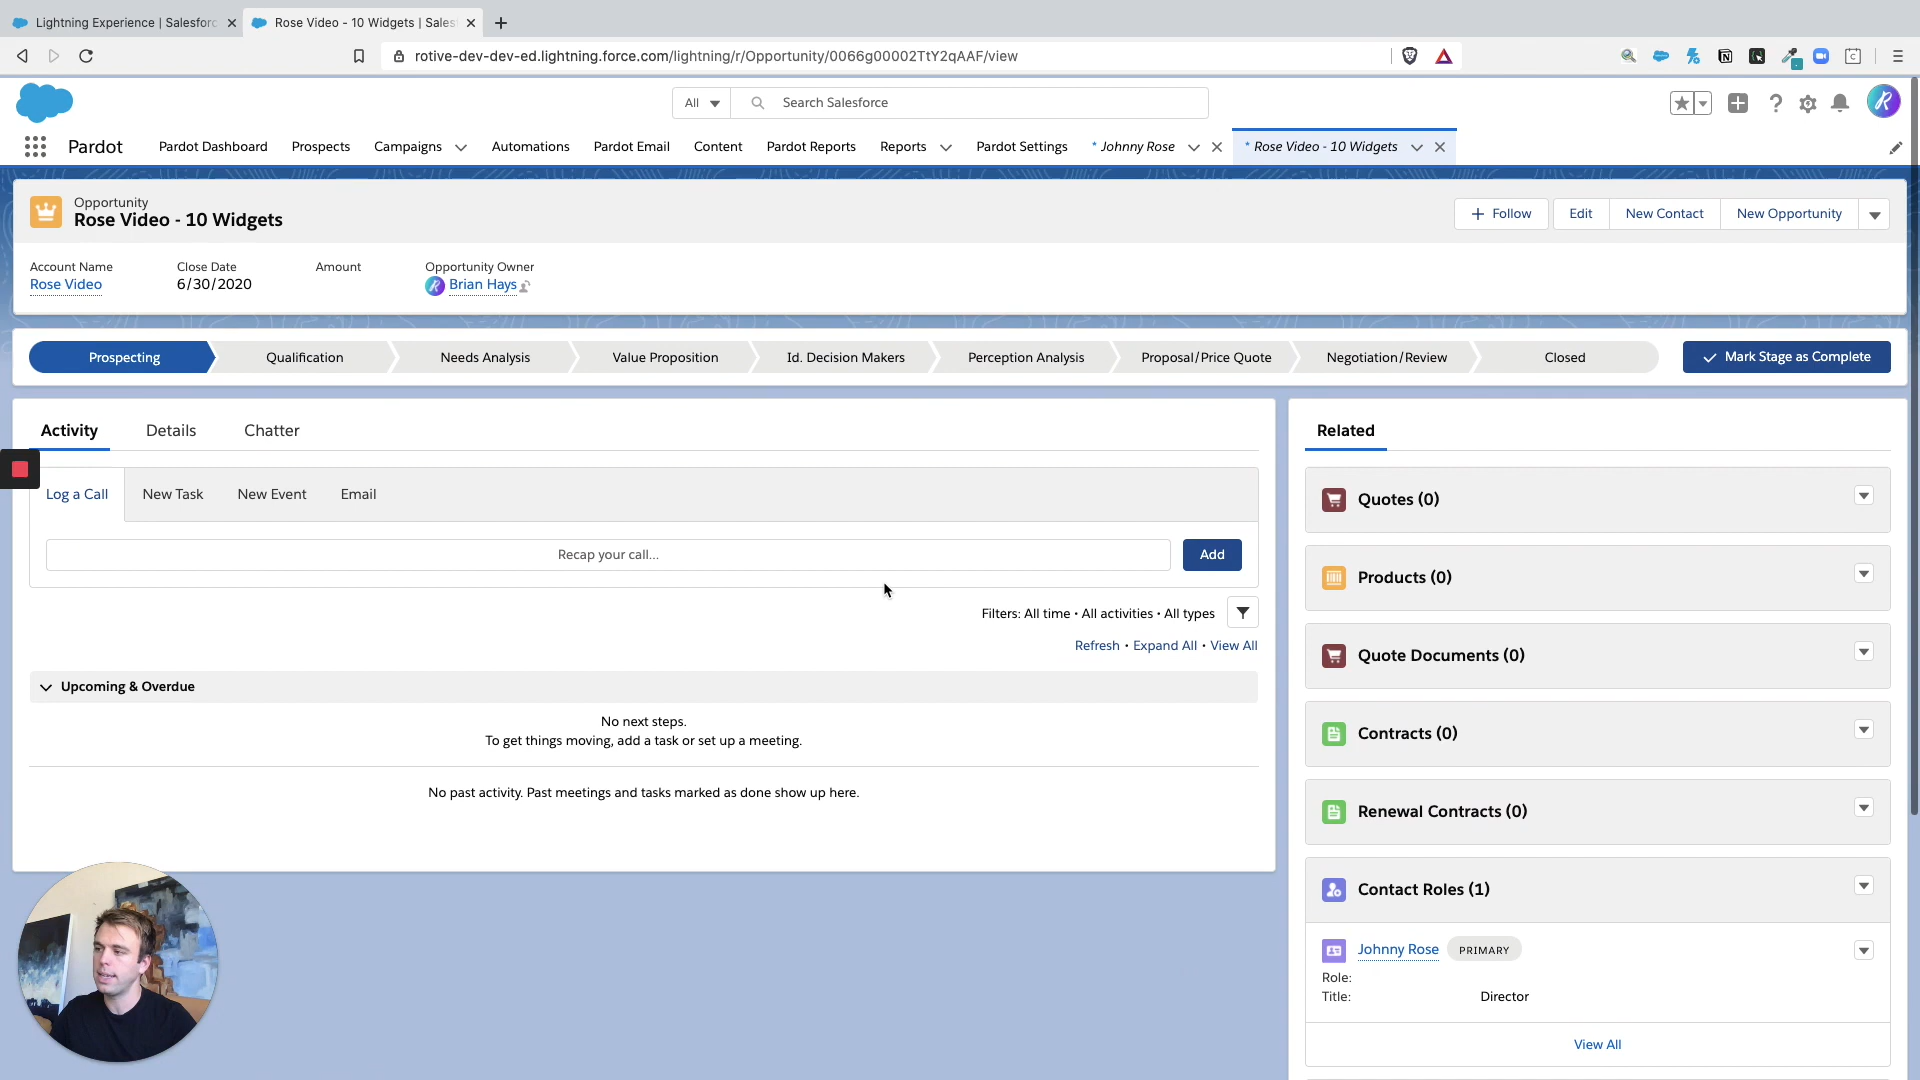 Lightning Experience | Salesforc
Rose Video - 10 Widgets | Sales
rotive-dev-dev-ed.lightning.force.com/lightning/r/Opportunity/0066g00002TtY2qAAF/view
All
Search Salesforce
Pardot
Pardot Dashboard
Prospects
Campaigns
Automations
Pardot Email
Content
Pardot Reports
Reports
Pardot Settings
* Johnny Rose
* Rose Video - 10 Widgets
Opportunity
Rose Video - 10 Widgets
+ Follow
Edit
New Contact
New Opportunity
Account Name
Close Date
Amount
Opportunity Owner
Rose Video
6/30/2020
Brian Hays
Prospecting
Qualification
Needs Analysis
Value Proposition
Id. Decision Makers
Perception Analysis
Proposal/Price Quote
Negotiation/Review
Closed
Mark Stage as Complete
Activity
Details
Chatter
Log a Call
New Task
New Event
Email
Recap your call...
Add
Filters: All time • All activities • All types
Refresh • Expand All • View All
Upcoming & Overdue
No next steps.
To get things moving, add a task or set up a meeting.
No past activity. Past meetings and tasks marked as done show up here.
Related
Quotes (0)
Products (0)
Quote Documents (0)
Contracts (0)
Renewal Contracts (0)
Contact Roles (1)
Johnny Rose
PRIMARY
Role:
Title:
Director
View All